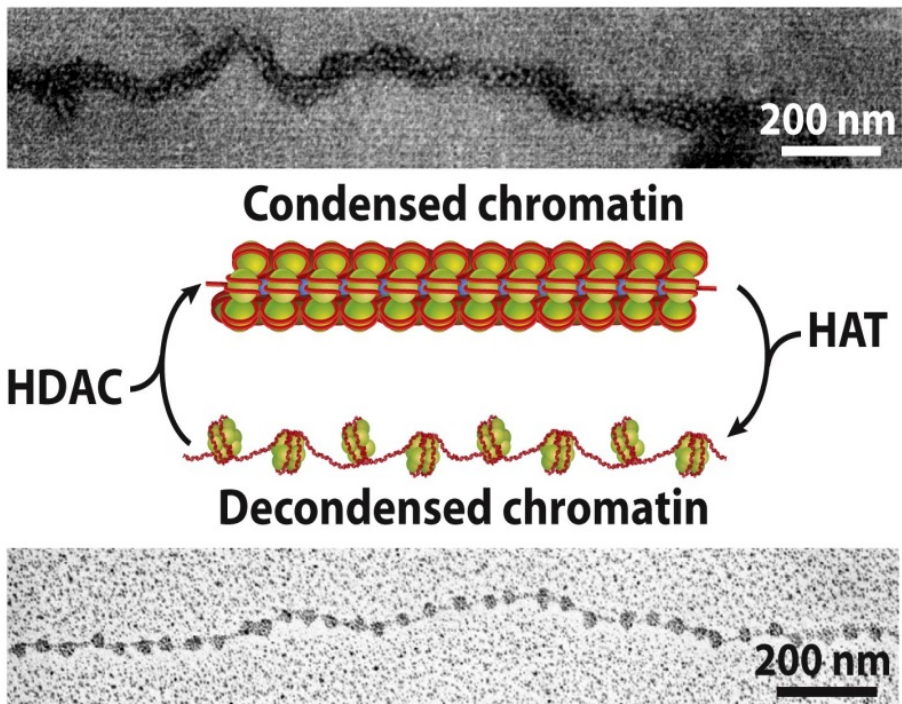 200 nm
Condensed chromatin
HAT
HDAC
Decondensed chromatin
200 nm